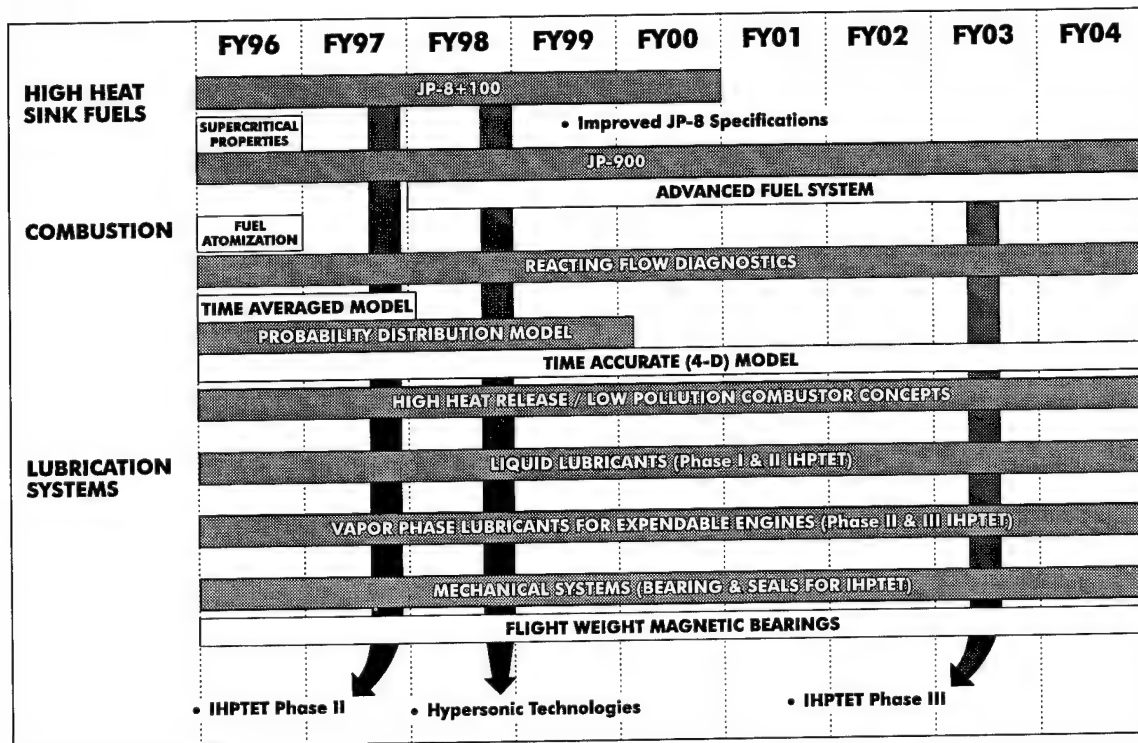 FY96 FY97 FY98 FY99 FY00 FY01 FY02 FY03 FY04
HIGH HEAT
SINK FUELS
JP-8+100
SUPERCRITICAL
PROPERTIES
• Improved JP-8 Specifications
JP-900
ADVANCED FUEL SYSTEM
COMBUSTION
FUEL
ATOMIZATION
REACTING FLOW DIAGNOSTICS
TIME AVERAGED MODEL
PROBABILITY DISTRIBUTION MODEL
TIME ACCURATE (4-D) MODEL
HIGH HEAT RELEASE / LOW POLLUTION COMBUSTOR CONCEPTS
LUBRICATION
SYSTEMS
LIQUID LUBRICANTS (Phase I & II IHPTET)
VAPOR PHASE LUBRICANTS FOR EXPENDABLE ENGINES (Phase II & III IHPTET)
MECHANICAL SYSTEMS (BEARING & SEALS FOR IHPTET)
FLIGHT WEIGHT MAGNETIC BEARINGS
• IHPTET Phase II
• Hypersonic Technologies
• IHPTET Phase III